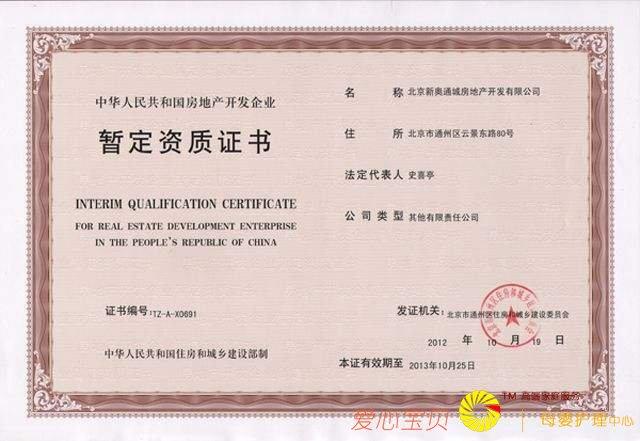 中华人民共和国房地产开发企业
暂定资质证书
INTERIM QUALIFICATION CERTIFICATE
FOR REAL ESTATE DEVELOPMENT ENTERPRISE
IN THE PEOPLE'S REPUBLIC OF CHINA
证书编号:TZ-A-X0691
中华人民共和国住房和城乡建设部制
名 称 北京新奥通城房地产开发有限公司
住 所 北京市通州区云景东路80号
法定代表人 史喜亭
公司类型 其他有限责任公司
发证机关: 北京市通州区住房和城乡建设委员会
2012 年 10 月 19 日
本证有效期至 2013年10月25日
爱心宝贝
TM 高端家庭服务
母婴护理中心